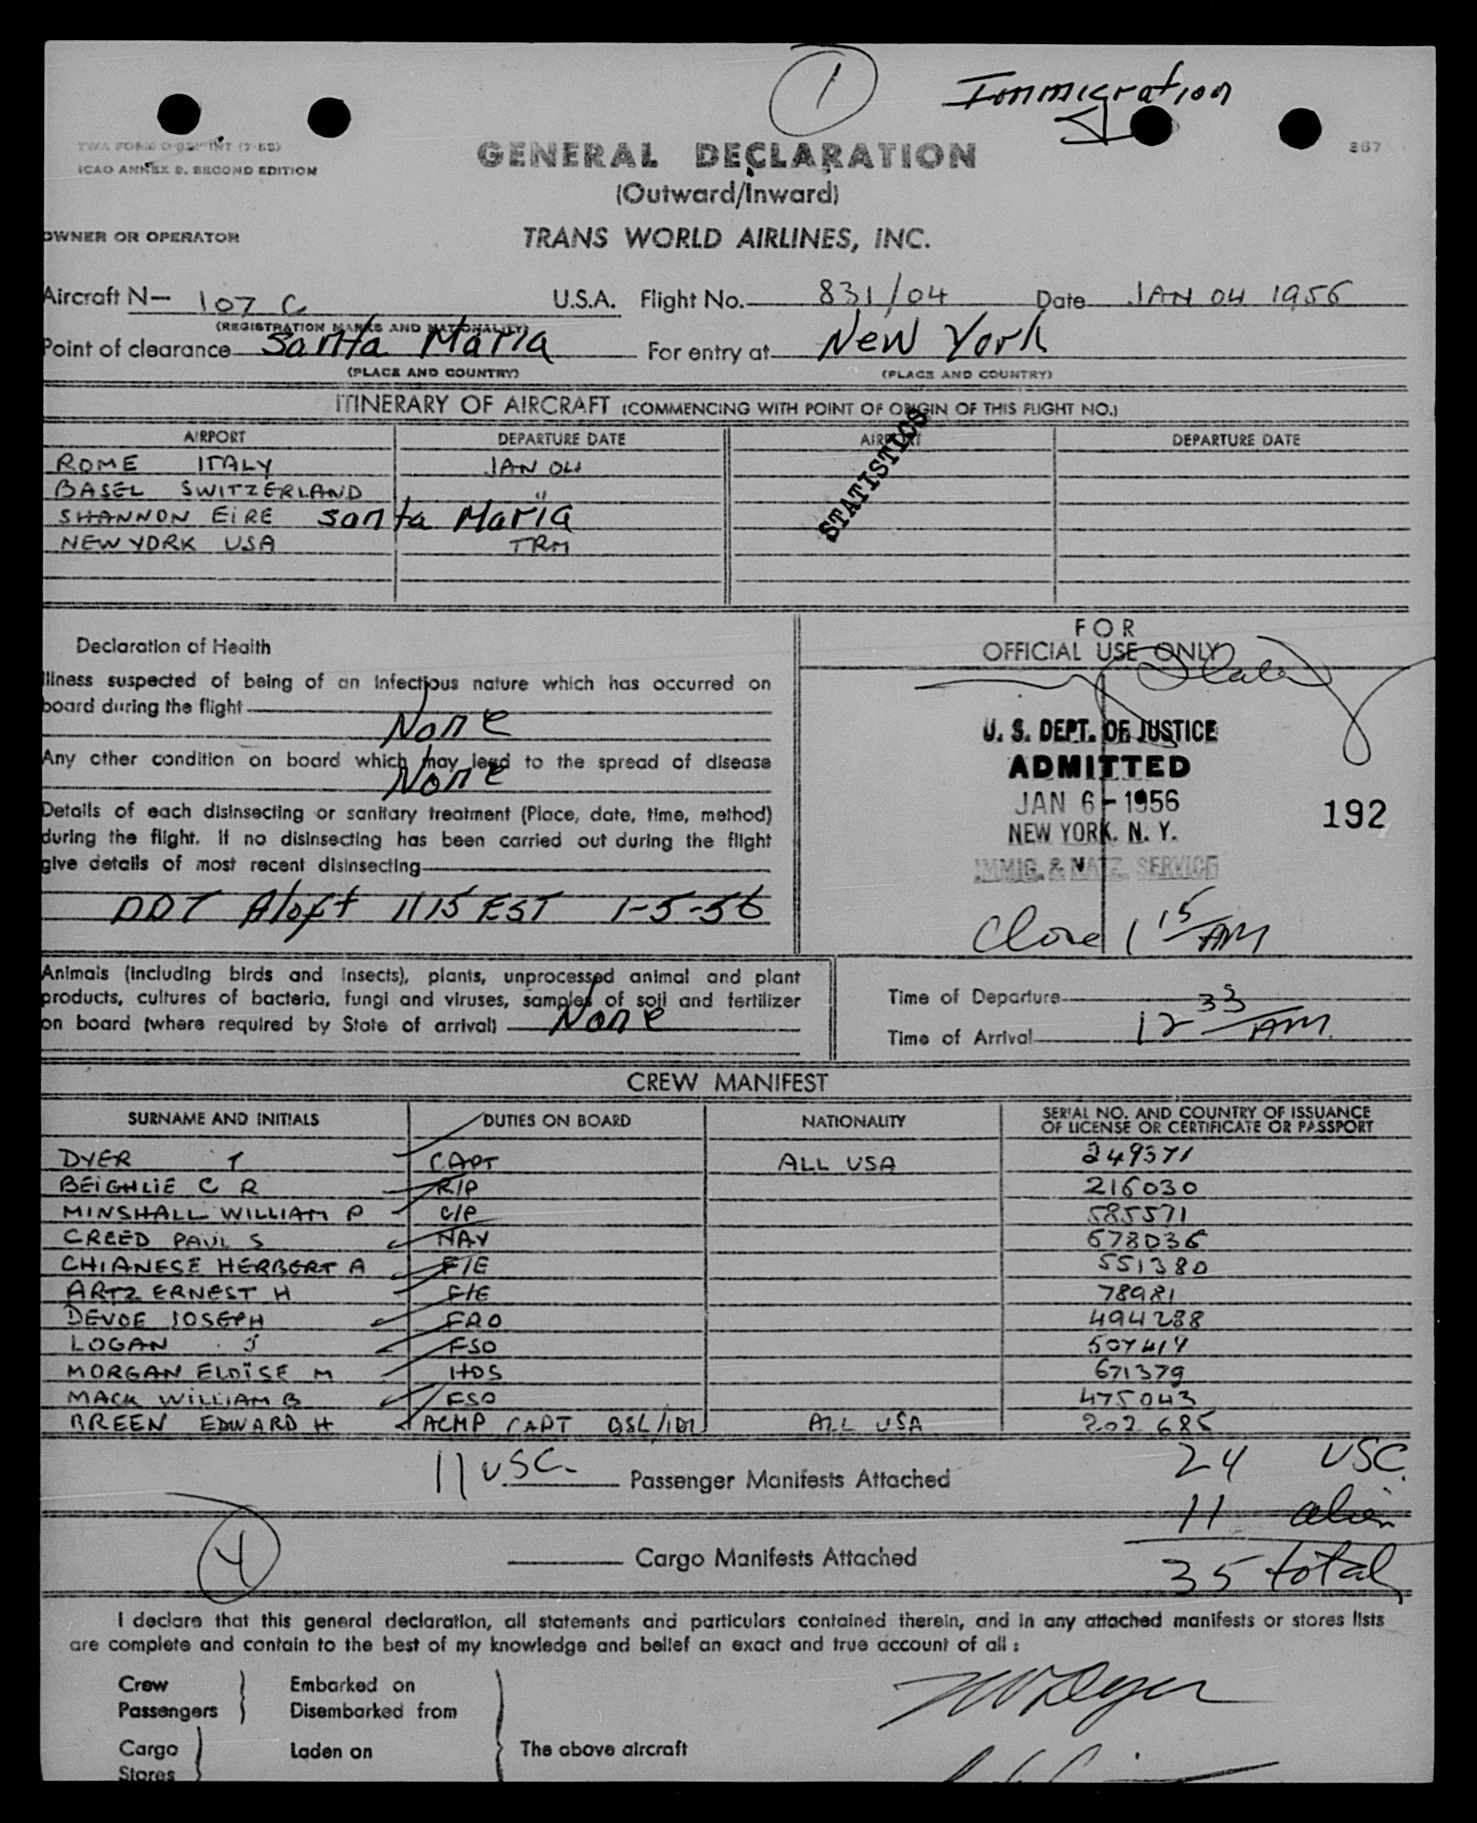 1
Immigration
ICAO ANNEX 9, SECOND EDITION
GENERAL DECLARATION
367
(Outward/Inward)
OWNER OR OPERATOR
TRANS WORLD AIRLINES, INC.
Aircraft N— 107 C U.S.A. Flight No. 831/04 Date JAN 04 1956
(REGISTRATION MARKS AND NATIONALITY)
Point of clearance Santa Maria For entry at New York
(PLACE AND COUNTRY) (PLACE AND COUNTRY)
ITINERARY OF AIRCRAFT (COMMENCING WITH POINT OF ORIGIN OF THIS FLIGHT NO.)
AIRPORT DEPARTURE DATE AIRPORT DEPARTURE DATE
STATISTICS
ROME ITALY JAN 04
BASEL SWITZERLAND "
SHANNON EIRE Santa Maria
NEW YORK USA TRM
Declaration of Health
Illness suspected of being of an infectious nature which has occurred on
board during the flight
None
Any other condition on board which may lead to the spread of disease
None
Details of each disinsecting or sanitary treatment (Place, date, time, method)
during the flight. If no disinsecting has been carried out during the flight
give details of most recent disinsecting
DDT Aloft 1115 EST 1-5-56
FOR
OFFICIAL USE ONLY
U. S. DEPT. OF JUSTICE
ADMITTED
JAN 6 - 1956
192
NEW YORK, N. Y.
IMMIG. & NATZ. SERVICE
1 15 AM
Animals (including birds and insects), plants, unprocessed animal and plant
products, cultures of bacteria, fungi and viruses, samples of soil and fertilizer
on board (where required by State of arrival) None
Time of Departure
Time of Arrival 12 33 AM
CREW MANIFEST
SURNAME AND INITIALS DUTIES ON BOARD NATIONALITY SERIAL NO. AND COUNTRY OF ISSUANCE
OF LICENSE OR CERTIFICATE OR PASSPORT
DYER T CAPT ALL USA 249371
BEIGHLIE C R R/P 216030
MINSHALL WILLIAM P C/P 585571
CREED PAUL S NAV 678036
CHIANESE HERBERT A F/E 551380
ARTZ ERNEST H F/E 78981
DEVOE JOSEPH FRO 494288
LOGAN J FSO 507414
MORGAN ELOISE M HOS 671379
MACK WILLIAM B FSO 475043
BREEN EDWARD H ACMP CAPT BSL/IDL ALL USA 202685
11 USC. Passenger Manifests Attached
24 USC.
11 alien
35 total
4
Cargo Manifests Attached
I declare that this general declaration, all statements and particulars contained therein, and in any attached manifests or stores lists
are complete and contain to the best of my knowledge and belief an exact and true account of all :
Crew Embarked on
Passengers Disembarked from
Cargo Laden on The above aircraft
Stores